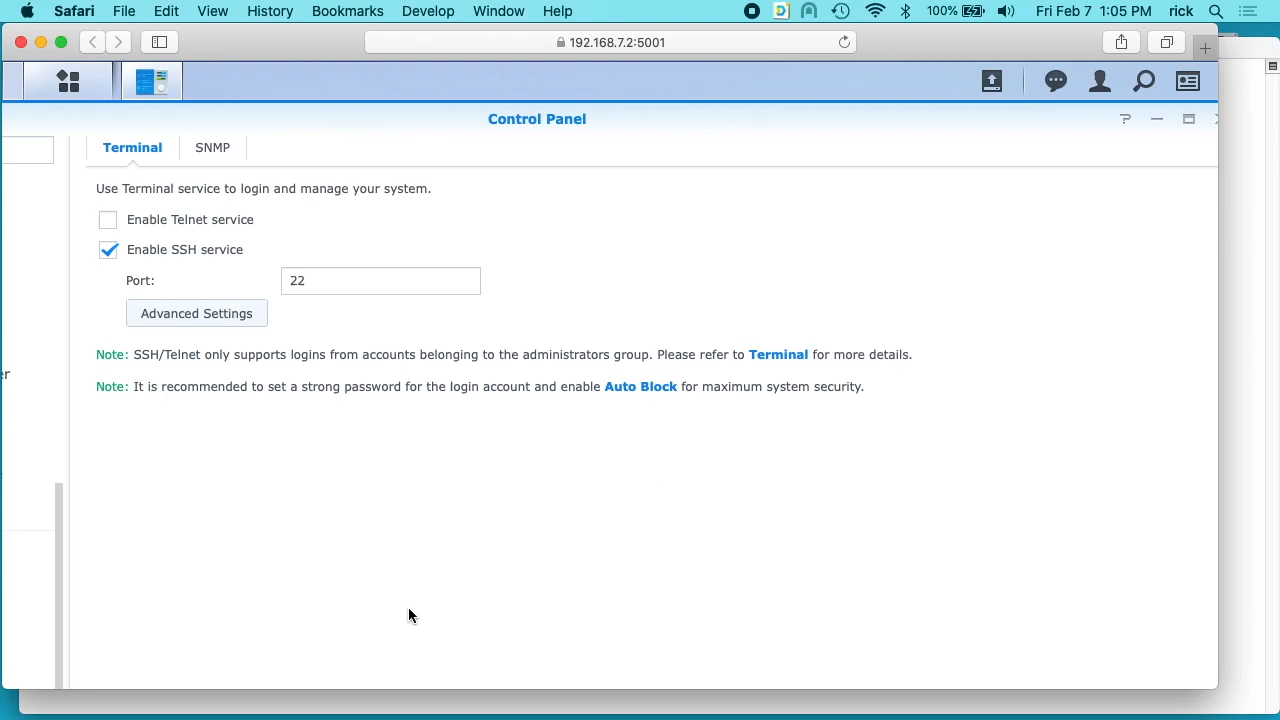 Safari File Edit View History Bookmarks Develop Window Help 100% Fri Feb 7 1:05 PM rick
192.168.7.2:5001
Control Panel
Terminal SNMP
Use Terminal service to login and manage your system.
Enable Telnet service
Enable SSH service
Port: 22
Advanced Settings
Note: SSH/Telnet only supports logins from accounts belonging to the administrators group. Please refer to Terminal for more details.
er
Note: It is recommended to set a strong password for the login account and enable Auto Block for maximum system security.